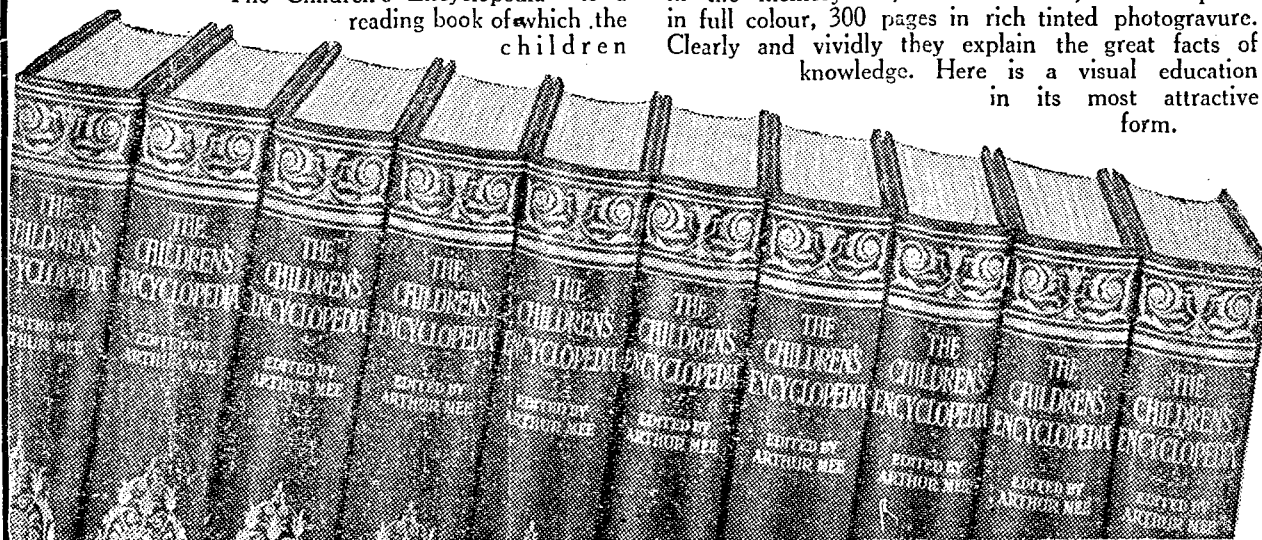 The Children's Encyclopedia
reading book of which .the
children
in full colour, 300 pages in rich tinted photogravure.
Clearly and vividly they explain the great facts of
knowledge. Here is a visual education
in its most attractive
form.
THE
CHILDREN'S
ENCYCLOPEDIA
EDITED BY
ARTHUR MEE
THE
CHILDREN'S
ENCYCLOPEDIA
EDITED BY
ARTHUR MEE
THE
CHILDREN'S
ENCYCLOPEDIA
EDITED BY
ARTHUR MEE
THE
CHILDREN'S
ENCYCLOPEDIA
EDITED BY
ARTHUR MEE
THE
CHILDREN'S
ENCYCLOPEDIA
EDITED BY
ARTHUR MEE
THE
CHILDREN'S
ENCYCLOPEDIA
EDITED BY
ARTHUR MEE
THE
CHILDREN'S
ENCYCLOPEDIA
EDITED BY
ARTHUR MEE
THE
CHILDREN'S
ENCYCLOPEDIA
EDITED BY
ARTHUR MEE
THE
CHILDREN'S
ENCYCLOPEDIA
EDITED BY
ARTHUR MEE
THE
CHILDREN'S
ENCYCLOPEDIA
EDITED BY
ARTHUR MEE